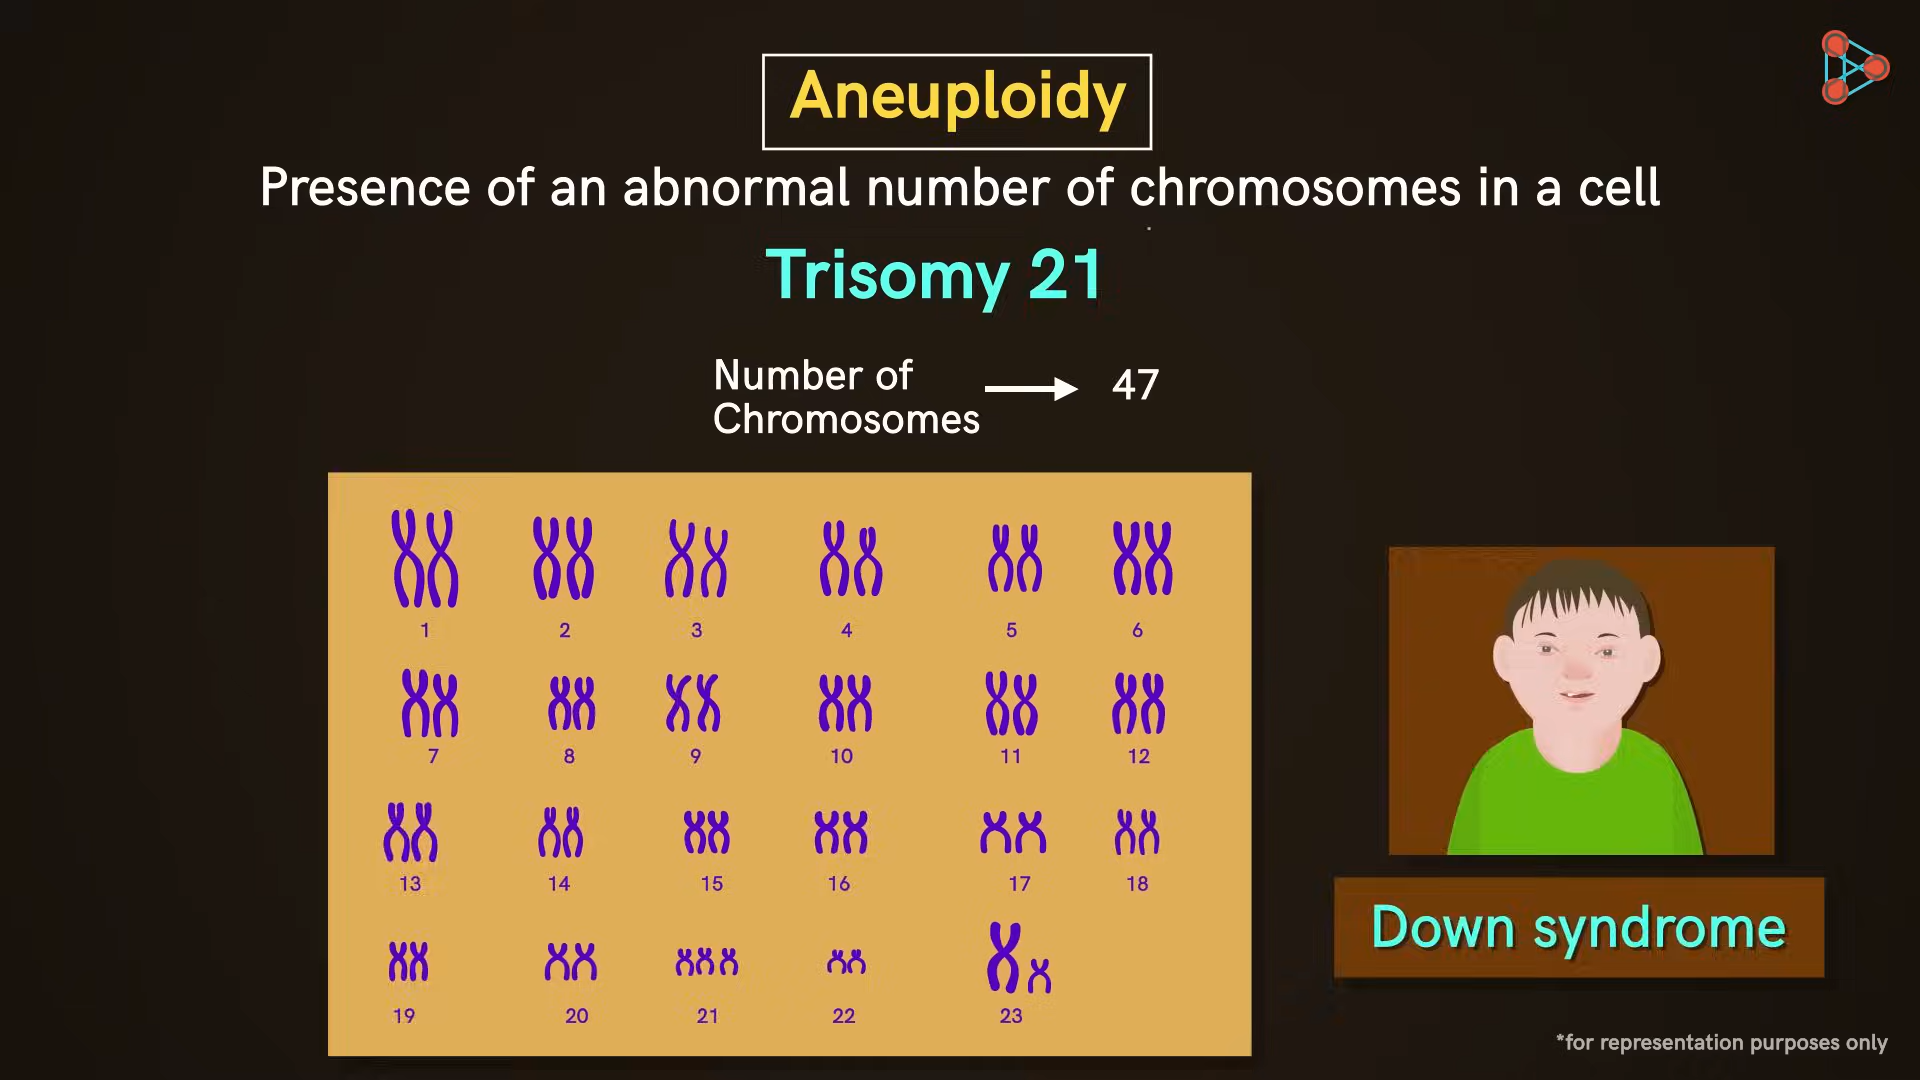 Aneuploidy
Presence of an abnormal number of chromosomes in a cell
Trisomy 21
Number of
Chromosomes
47
1 2 3 4 5 6
7 8 9 10 11 12
13 14 15 16 17 18
19 20 21 22 23
Down syndrome
*for representation purposes only